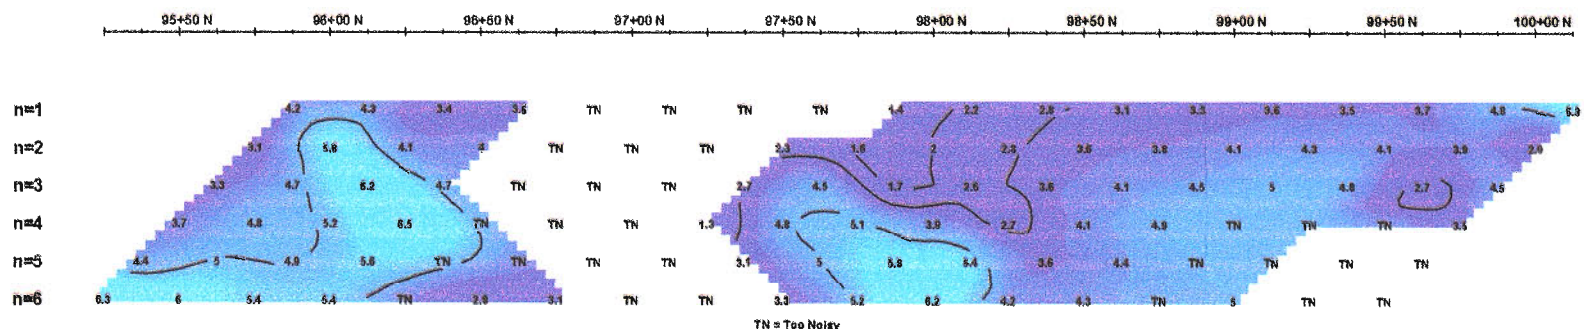 95+50 N 96+00 N 96+50 N 97+00 N 97+50 N 98+00 N 98+50 N 99+00 N 99+50 N 100+00 N
n=1 4.2 4.3 3.4 3.6 TN TN TN TN 1.4 2.2 2.8 3.1 3.3 3.6 3.5 3.7 4.8
n=2 3.1 5.8 4.1 4 TN TN TN 2.3 1.6 2 2.8 3.6 3.8 4.1 4.3 4.1 3.9
n=3 3.3 4.7 6.2 4.7 TN TN TN 2.7 4.5 1.7 2.6 3.6 4.1 4.5 5 4.8 2.7 4.5
n=4 3.7 4.8 5.2 6.5 TN TN TN TN 4.8 5.1 3.9 2.7 4.1 4.9 TN TN TN 3.5
n=5 4.4 5 4.9 5.6 TN TN TN TN 3.1 5 5.8 5.4 3.6 4.4 TN TN TN TN
n=6 6.3 6 5.4 5.4 TN 2.9 3.1 TN TN 3.3 5.2 6.2 4.2 4.3 TN 5 TN TN
TN = Too Noisy